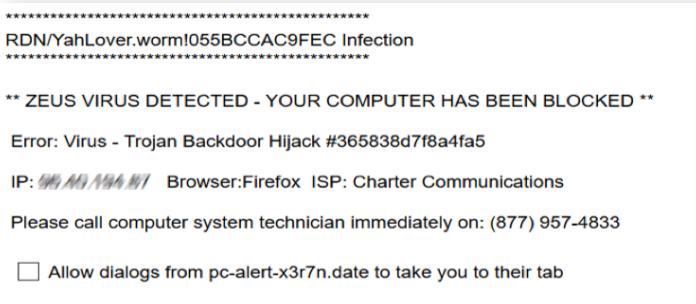 *************************************************
RDN/YahLover.worm!055BCCAC9FEC Infection
*************************************************
** ZEUS VIRUS DETECTED - YOUR COMPUTER HAS BEEN BLOCKED **
Error: Virus - Trojan Backdoor Hijack #365838d7f8a4fa5
IP: Browser:Firefox ISP: Charter Communications
Please call computer system technician immediately on: (877) 957-4833
Allow dialogs from pc-alert-x3r7n.date to take you to their tab